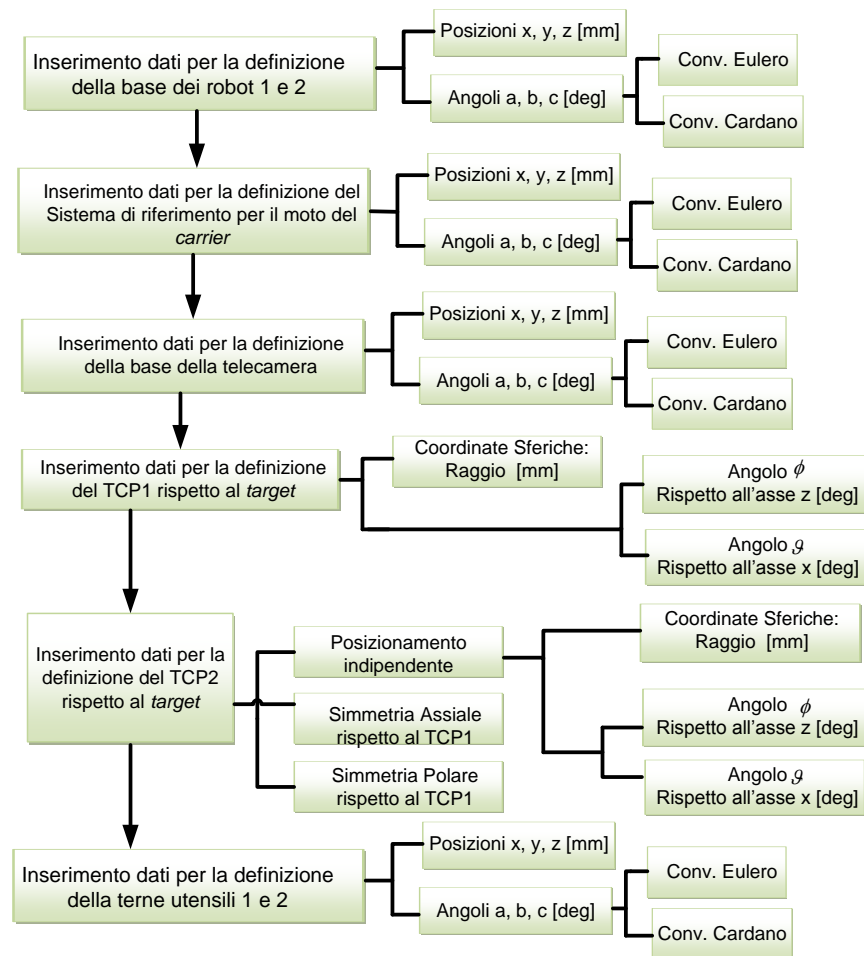 Inserimento dati per la definizione
della base dei robot 1 e 2
Posizioni x, y, z [mm]
Angoli a, b, c [deg]
Conv. Eulero
Conv. Cardano
Inserimento dati per la definizione del
Sistema di riferimento per il moto del
carrier
Posizioni x, y, z [mm]
Angoli a, b, c [deg]
Conv. Eulero
Conv. Cardano
Inserimento dati per la definizione
della base della telecamera
Posizioni x, y, z [mm]
Angoli a, b, c [deg]
Conv. Eulero
Conv. Cardano
Inserimento dati per la definizione
del TCP1 rispetto al target
Coordinate Sferiche:
Raggio [mm]
Angolo ϕ
Rispetto all'asse z [deg]
Angolo ϑ
Rispetto all'asse x [deg]
Inserimento dati per la
definizione del TCP2
rispetto al target
Posizionamento
indipendente
Simmetria Assiale
rispetto al TCP1
Simmetria Polare
rispetto al TCP1
Coordinate Sferiche:
Raggio [mm]
Angolo ϕ
Rispetto all'asse z [deg]
Angolo ϑ
Rispetto all'asse x [deg]
Inserimento dati per la definizione
della terne utensili 1 e 2
Posizioni x, y, z [mm]
Angoli a, b, c [deg]
Conv. Eulero
Conv. Cardano